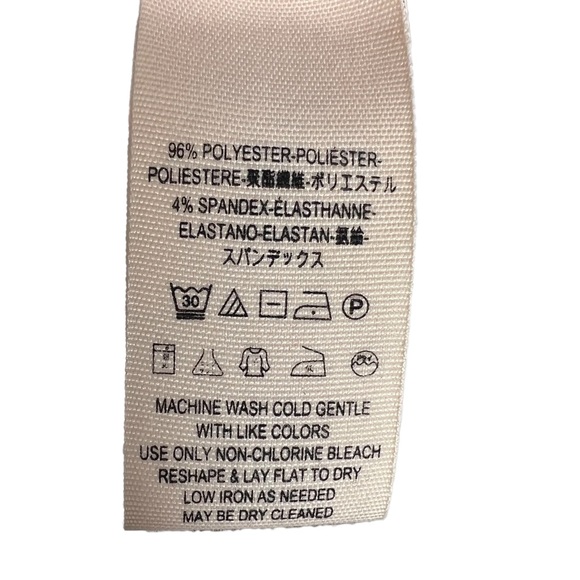 96% POLYESTER-POLIÉSTER-
POLIESTERE-聚酯纖維-ポリエステル
4% SPANDEX-ÉLASTHANNE-
ELASTANO-ELASTAN-氨綸-
スパンデックス
30 P
MACHINE WASH COLD GENTLE
WITH LIKE COLORS
USE ONLY NON-CHLORINE BLEACH
RESHAPE & LAY FLAT TO DRY
LOW IRON AS NEEDED
MAY BE DRY CLEANED